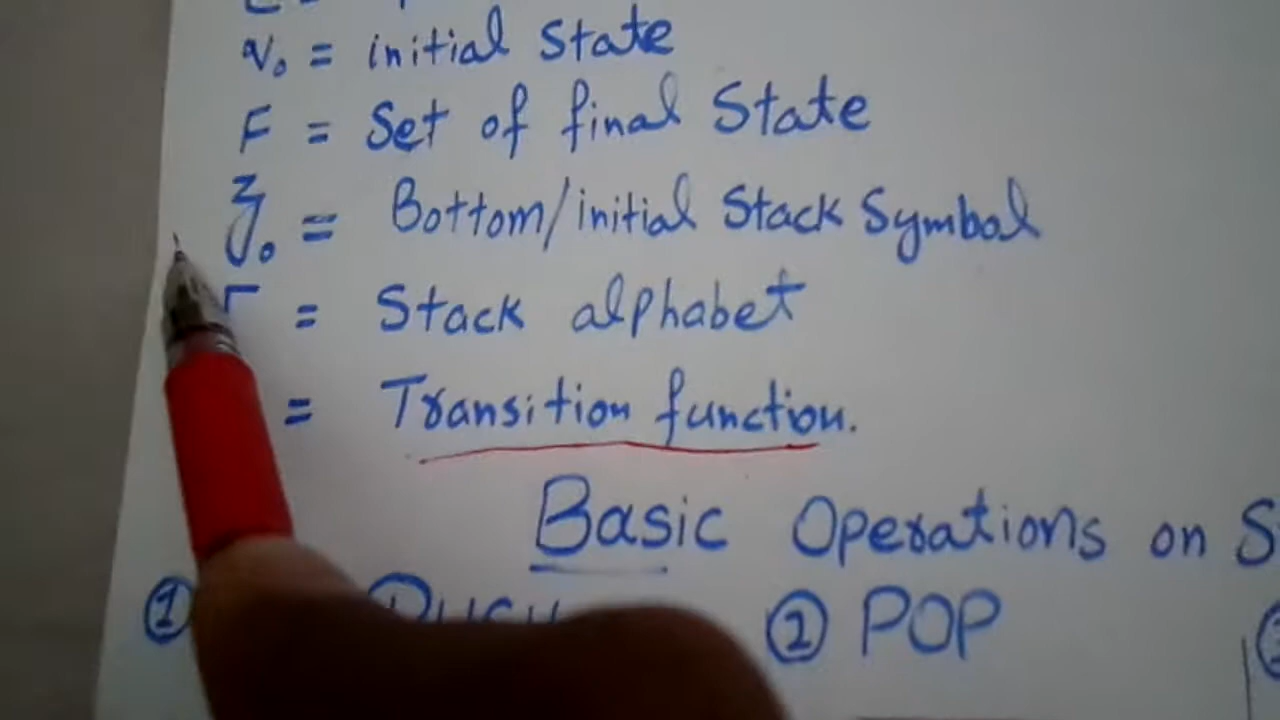 q₀ = initial state
F = Set of final State
Z₀ = Bottom/initial Stack Symbol
Γ = Stack alphabet
= Transition function.
Basic Operations on S
① PUSH ② POP